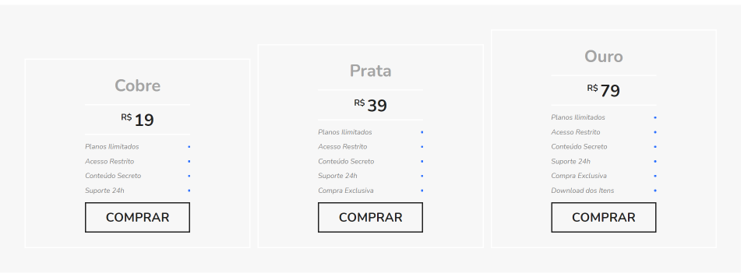 Cobre
R$ 19
Planos Ilimitados
Acesso Restrito
Conteúdo Secreto
Suporte 24h
COMPRAR
Prata
R$ 39
Planos Ilimitados
Acesso Restrito
Conteúdo Secreto
Suporte 24h
Compra Exclusiva
COMPRAR
Ouro
R$ 79
Planos Ilimitados
Acesso Restrito
Conteúdo Secreto
Suporte 24h
Compra Exclusiva
Download dos Itens
COMPRAR